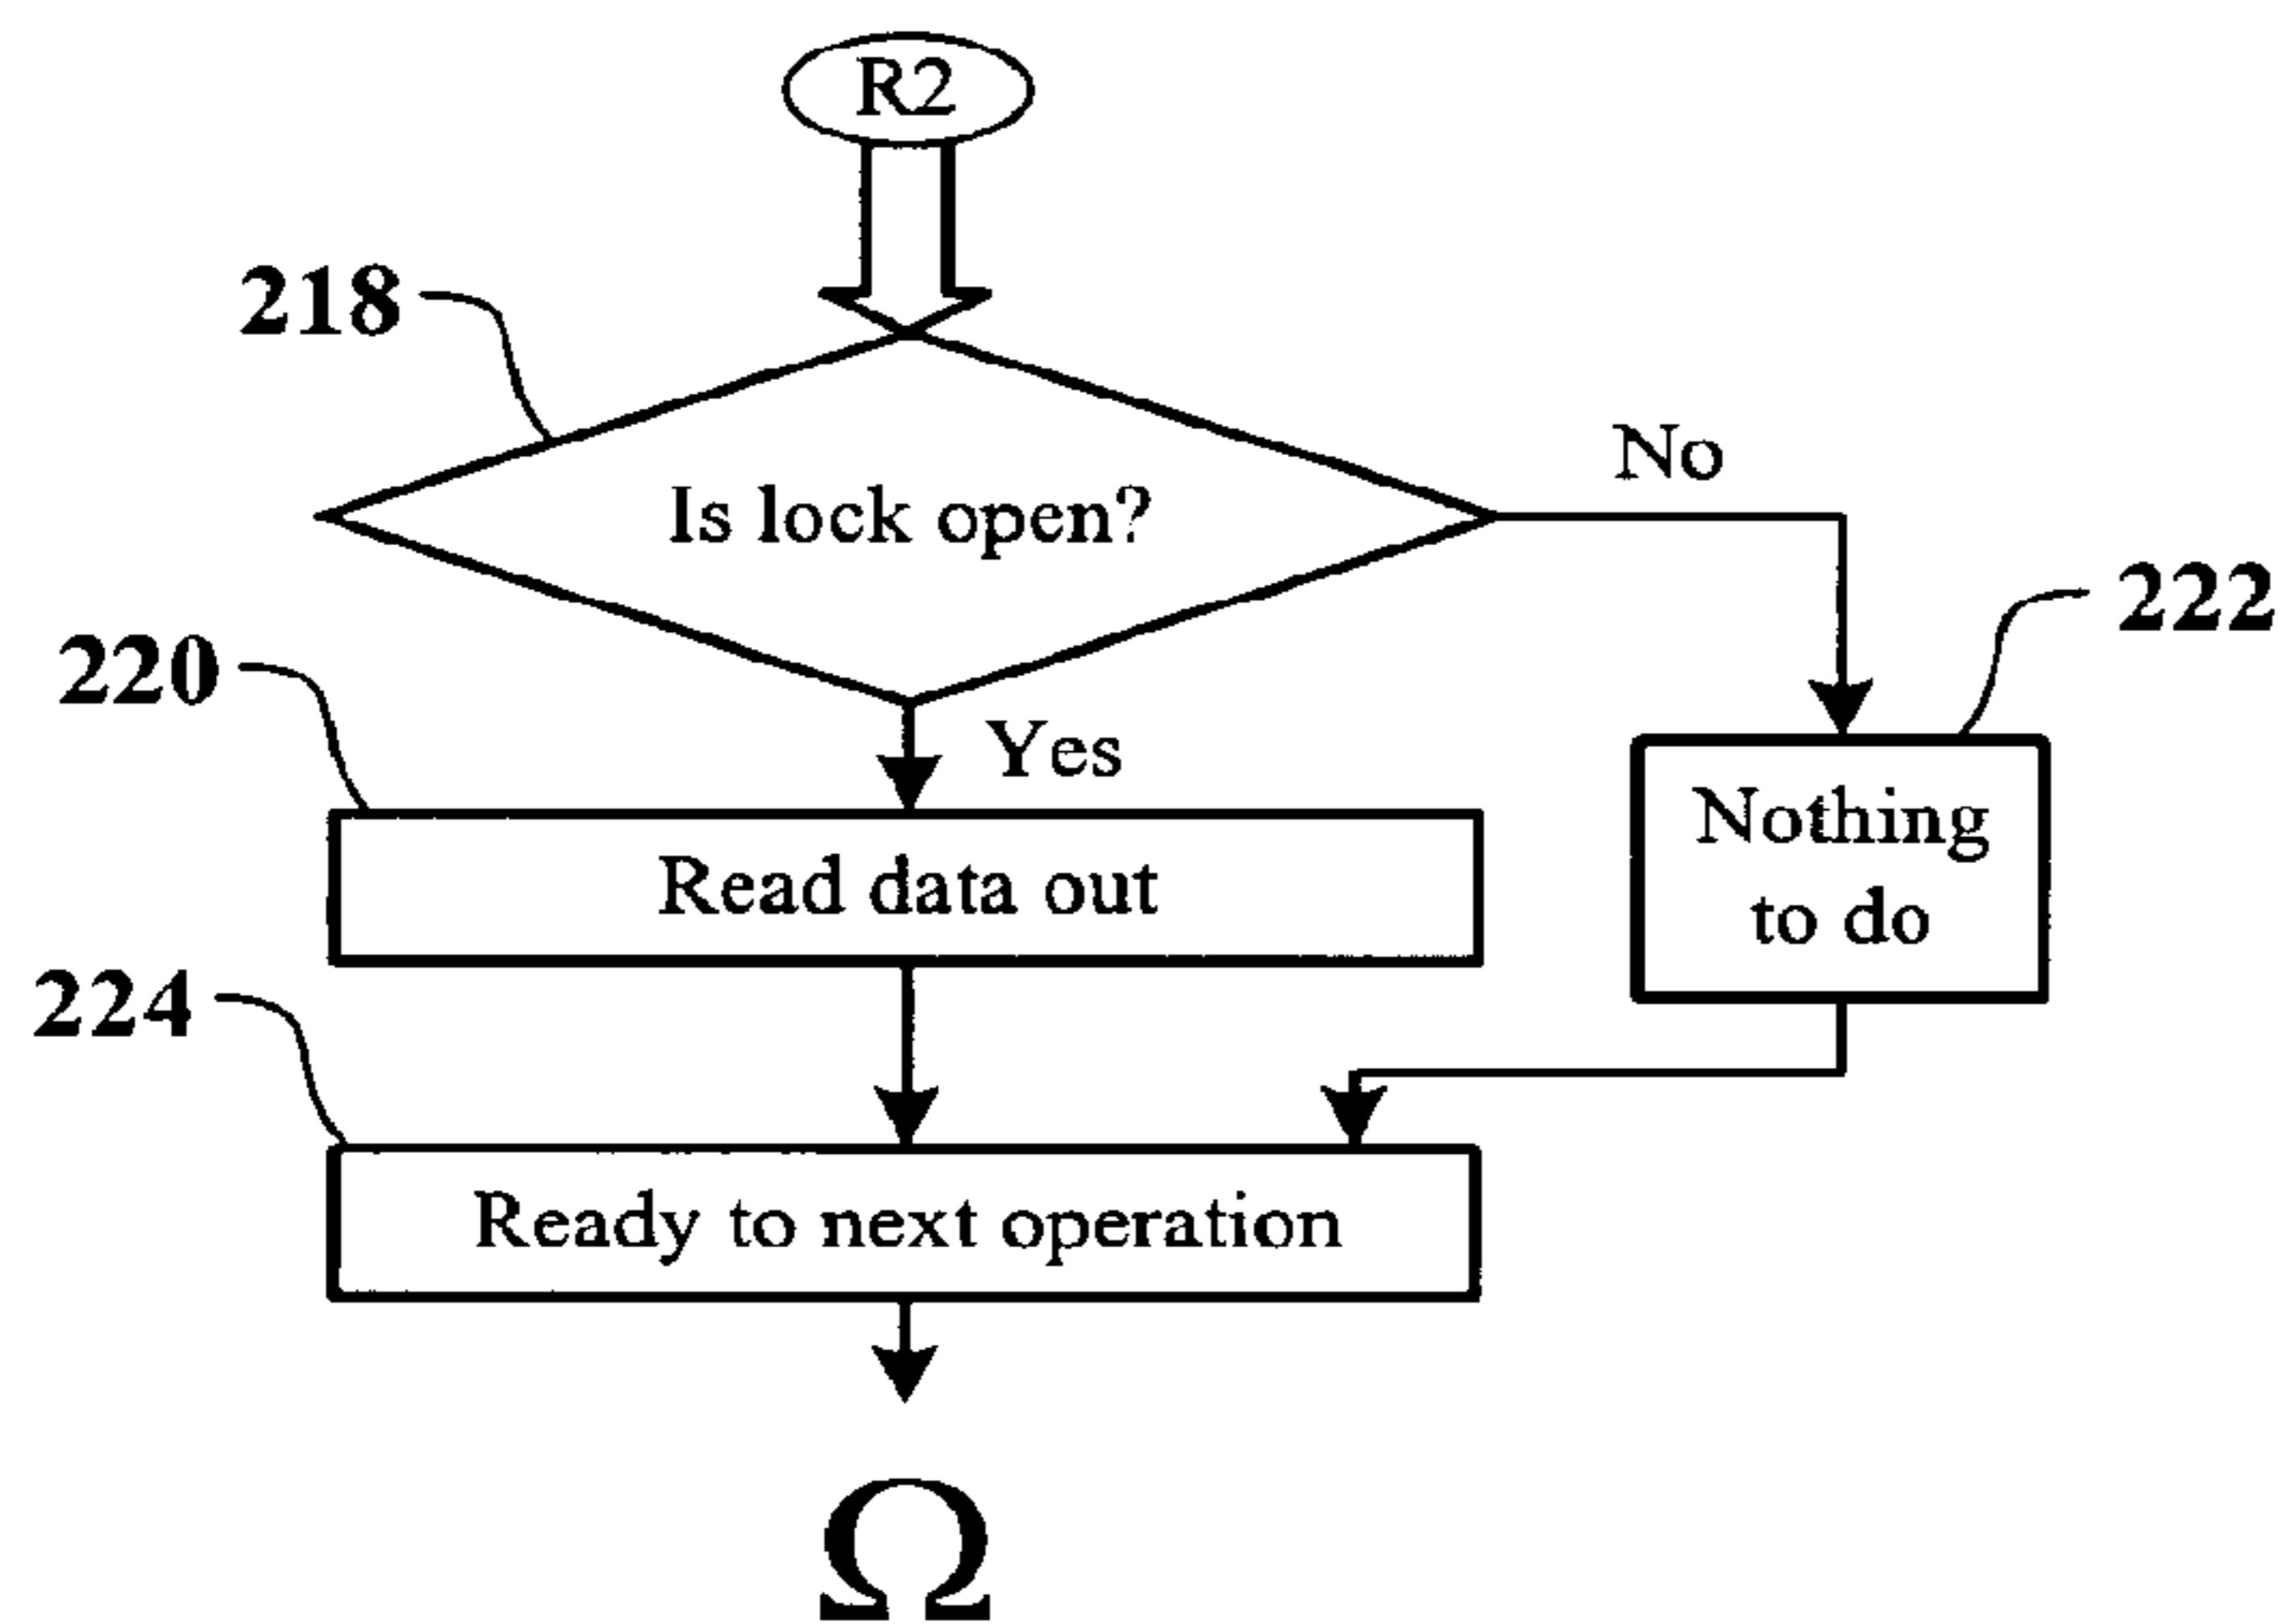 R2
218
Is lock open?
No
222
220
Yes
Read data out
Nothing
to do
224
Ready to next operation
Ω